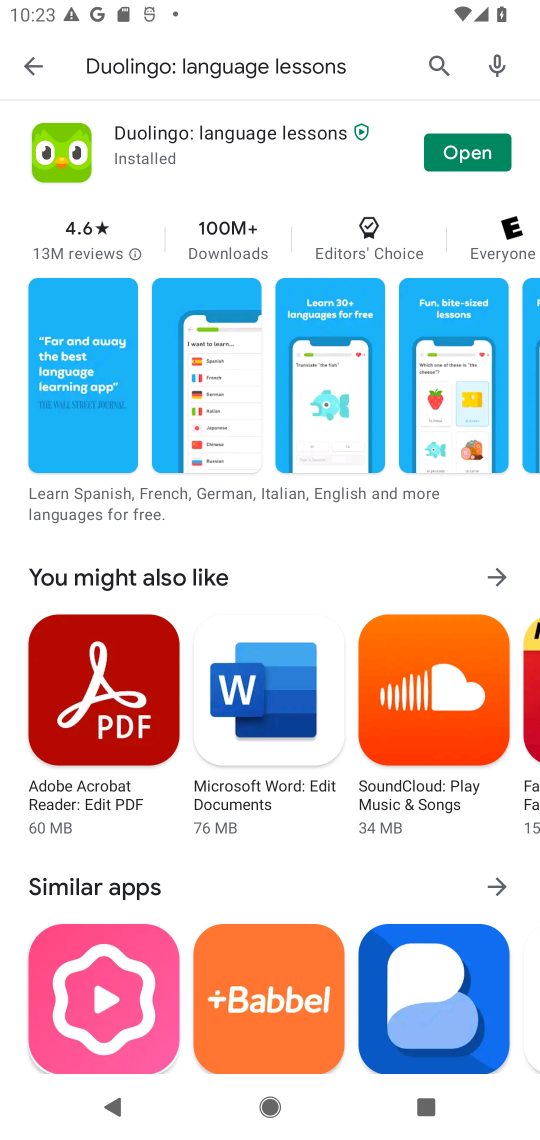 10:23
Duolingo: language lessons
Duolingo: language lessons
Installed
Open
4.6★
13M reviews
100M+
Downloads
Editors' Choice
E
Everyone
"Far and away
the best
language
learning app"
THE WALL STREET JOURNAL
I want to learn...
Spanish
French
German
Italian
Japanese
Chinese
Russian
Learn 30+
languages for free
Translate "the fish"
Fun, bite-sized
lessons
Which one of these is "the
cheese"?
Learn Spanish, French, German, Italian, English and more
languages for free.
You might also like
PDF
W
Adobe Acrobat
Reader: Edit PDF
60 MB
Microsoft Word: Edit
Documents
76 MB
SoundCloud: Play
Music & Songs
34 MB
Fa
Fa
15
Similar apps
+Babbel